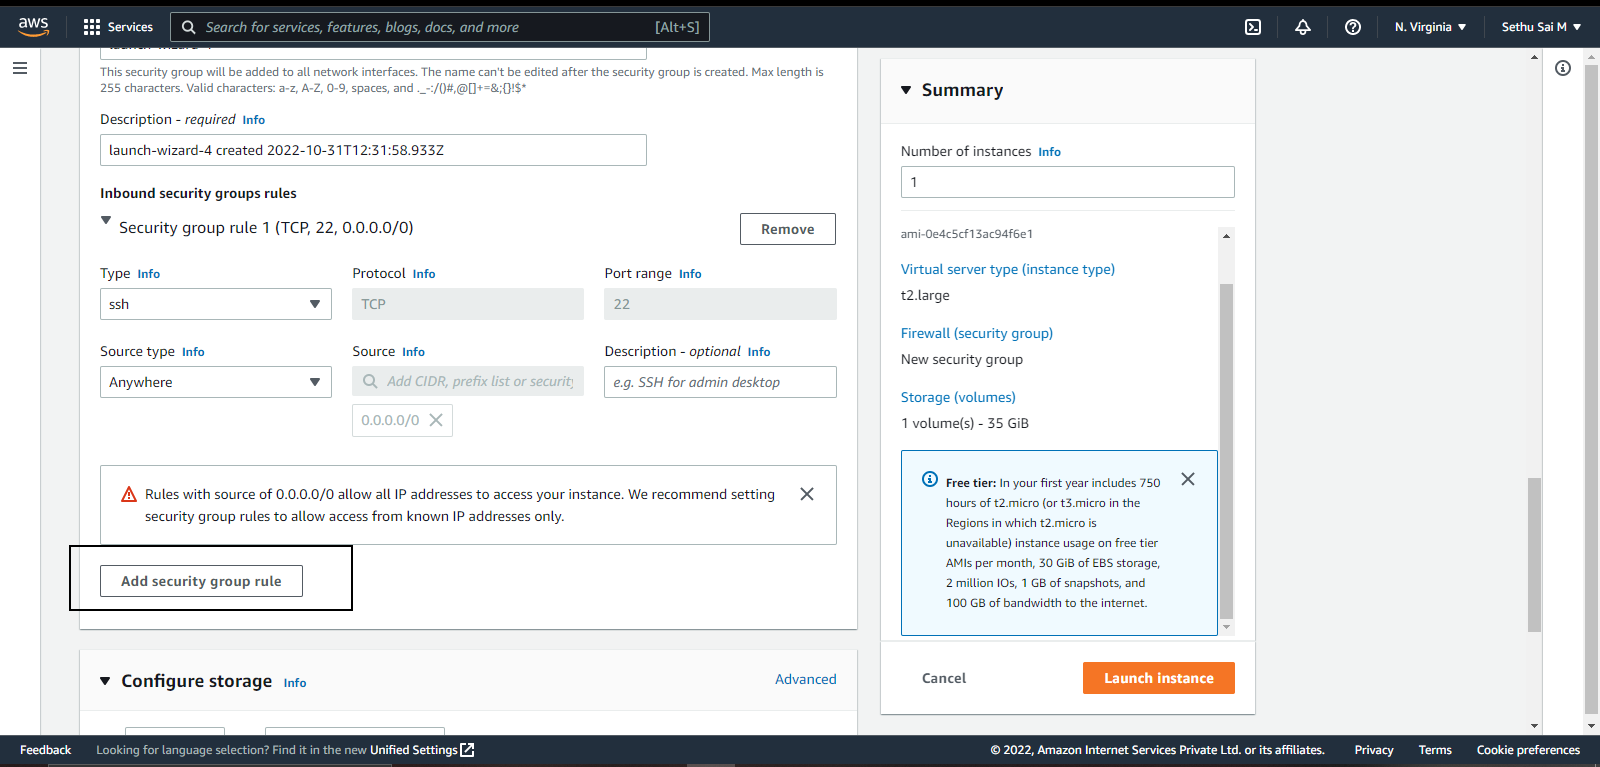 aws
Services
Search for services, features, blogs, docs, and more
[Alt+S]
N. Virginia
Sethu Sai M
This security group will be added to all network interfaces. The name can't be edited after the security group is created. Max length is
255 characters. Valid characters: a-z, A-Z, 0-9, spaces, and ._-:/()#,@[]+=&;{}!$*
Description - required Info
launch-wizard-4 created 2022-10-31T12:31:58.933Z
Inbound security groups rules
Security group rule 1 (TCP, 22, 0.0.0.0/0)
Remove
Type Info
Protocol Info
Port range Info
ssh
TCP
22
Source type Info
Source Info
Description - optional Info
Anywhere
Add CIDR, prefix list or security
e.g. SSH for admin desktop
0.0.0.0/0
Rules with source of 0.0.0.0/0 allow all IP addresses to access your instance. We recommend setting
security group rules to allow access from known IP addresses only.
Add security group rule
Configure storage Info
Advanced
Summary
Number of instances Info
1
ami-0e4c5cf13ac94f6e1
Virtual server type (instance type)
t2.large
Firewall (security group)
New security group
Storage (volumes)
1 volume(s) - 35 GiB
Free tier: In your first year includes 750
hours of t2.micro (or t3.micro in the
Regions in which t2.micro is
unavailable) instance usage on free tier
AMIs per month, 30 GiB of EBS storage,
2 million IOs, 1 GB of snapshots, and
100 GB of bandwidth to the internet.
Cancel
Launch instance
Feedback
Looking for language selection? Find it in the new Unified Settings
© 2022, Amazon Internet Services Private Ltd. or its affiliates.
Privacy
Terms
Cookie preferences